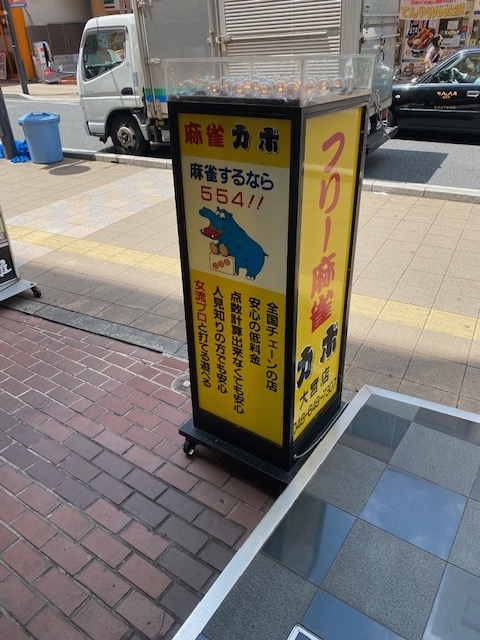 麻雀 カボ
麻雀するなら
554!!
全国チェーンの店
安心の低料金
点数計算出来なくても安心
人見知りの方でも安心
女流プロと打てる遊べる
フリー麻雀 カボ
大宮店
048-648-7307